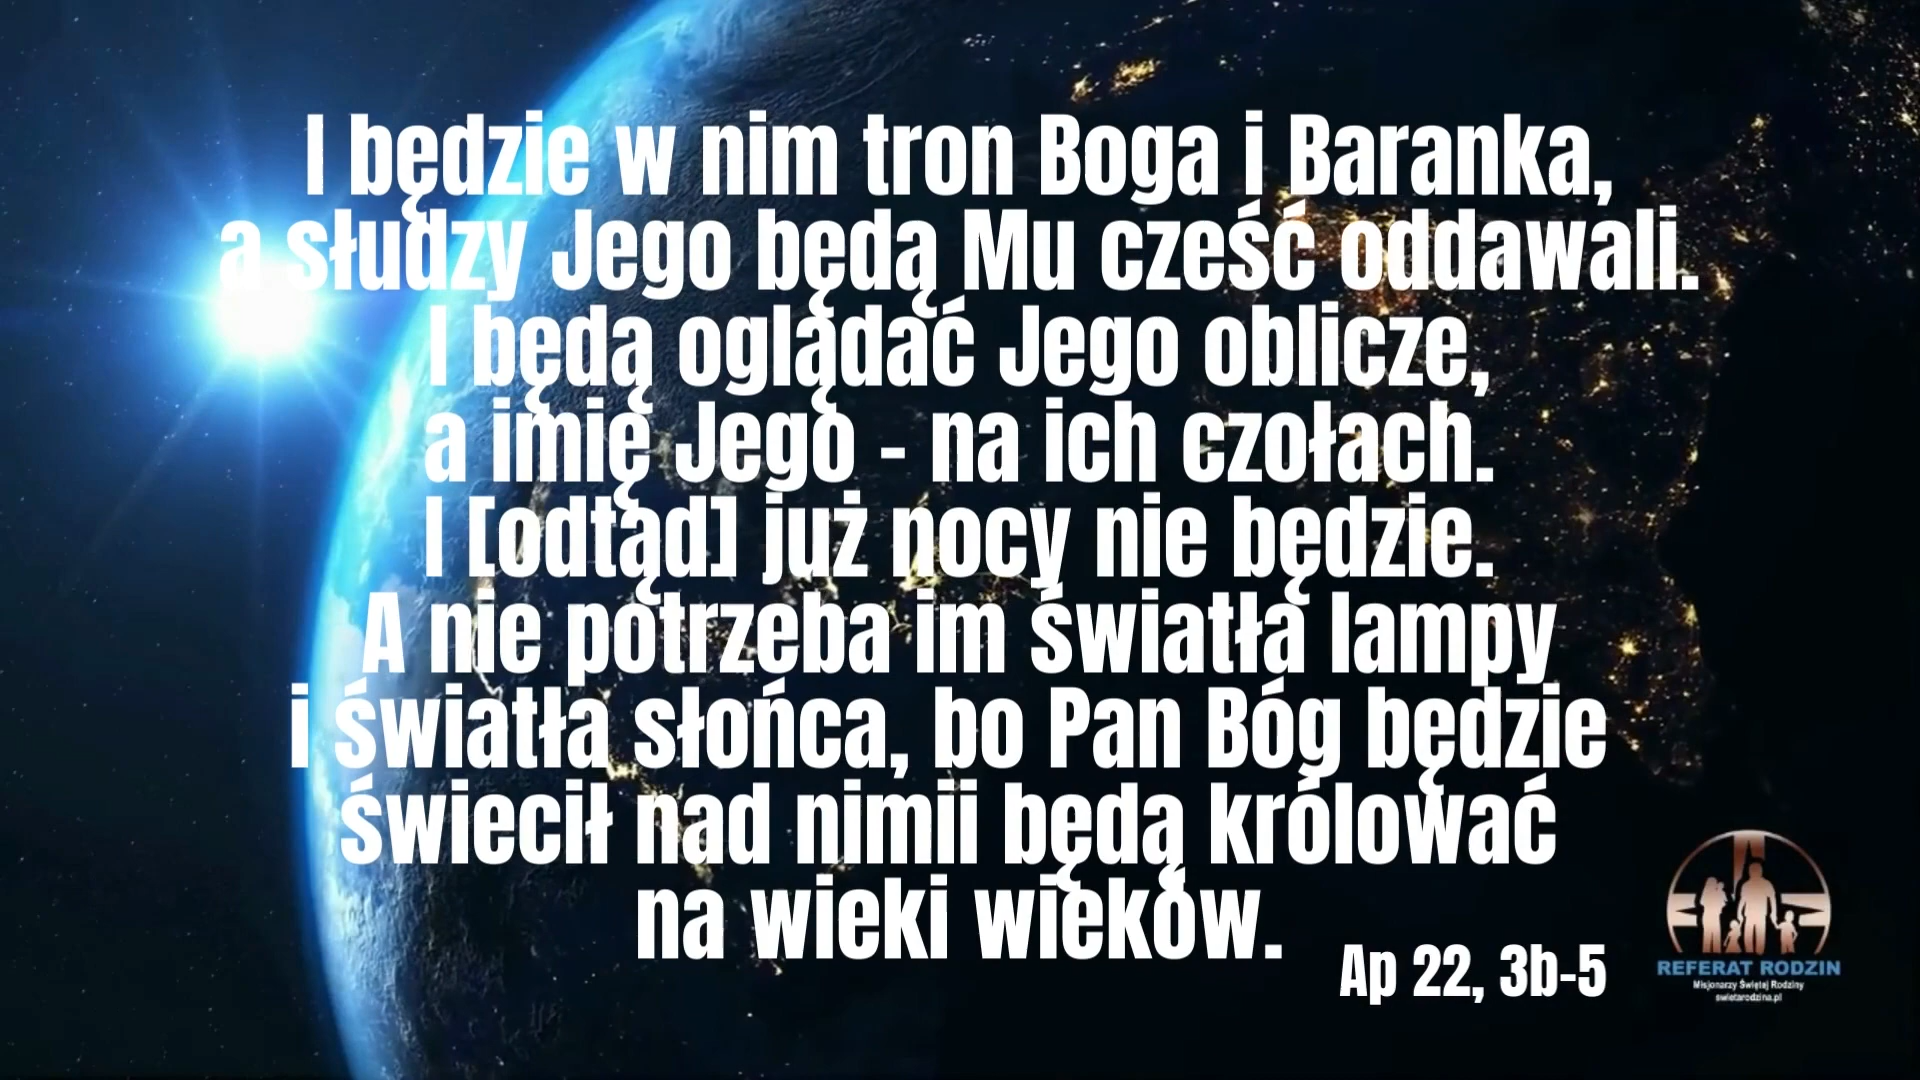 I będzie w nim tron Boga i Baranka,
a słudzy Jego będą Mu cześć oddawali.
I będą oglądać Jego oblicze,
a imię Jego - na ich czołach.
I [odtąd] już nocy nie będzie.
A nie potrzeba im światła lampy
i światła słońca, bo Pan Bóg będzie
świecił nad nimii będą królować
na wieki wieków.
Ap 22, 3b-5
REFERAT RODZIN
Misjonarzy Świętej Rodziny
swietarodzina.pl